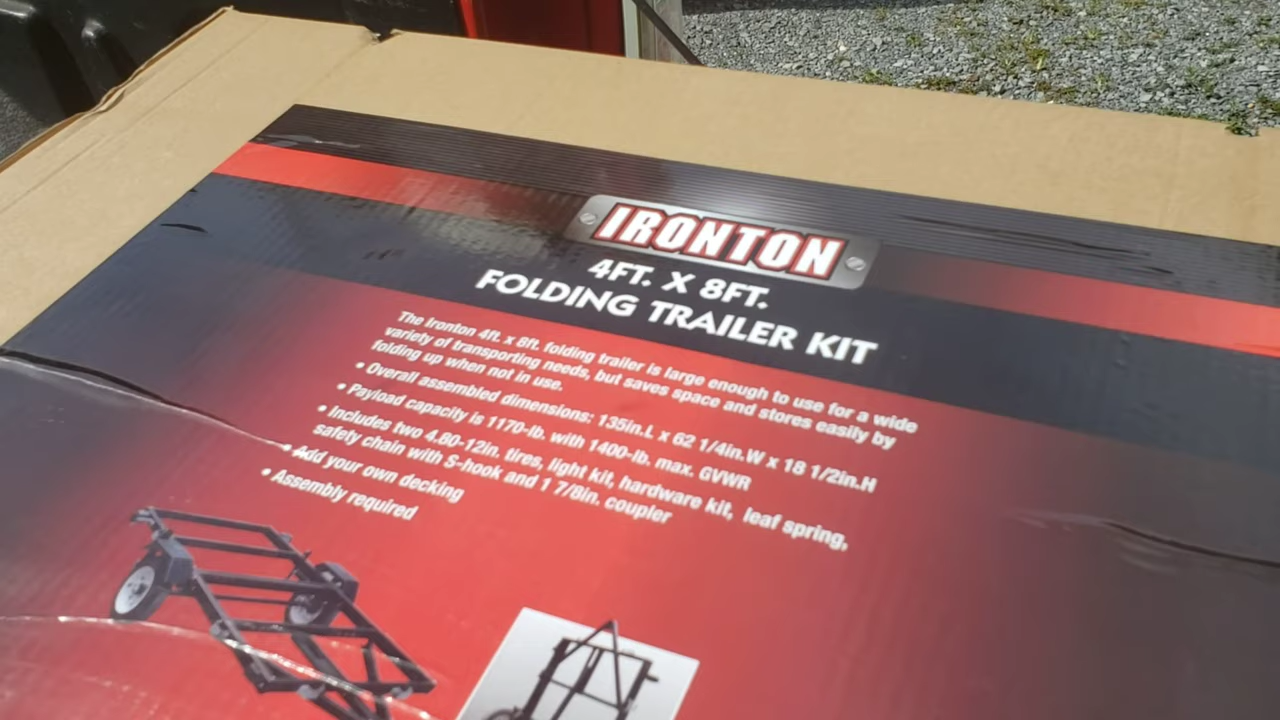 IRONTON
4FT. X 8FT.
FOLDING TRAILER KIT
The Ironton 4ft. x 8ft. folding trailer is large enough to use for a wide
variety of transporting needs, but saves space and stores easily by
folding up when not in use.
• Overall assembled dimensions: 135in.L x 62 1/4in.W x 18 1/2in.H
• Payload capacity is 1170-lb. with 1400-lb. max. GVWR
• Includes two 4.80-12in. tires, light kit, hardware kit, leaf spring,
safety chain with S-hook and 1 7/8in. coupler
• Add your own decking
• Assembly required